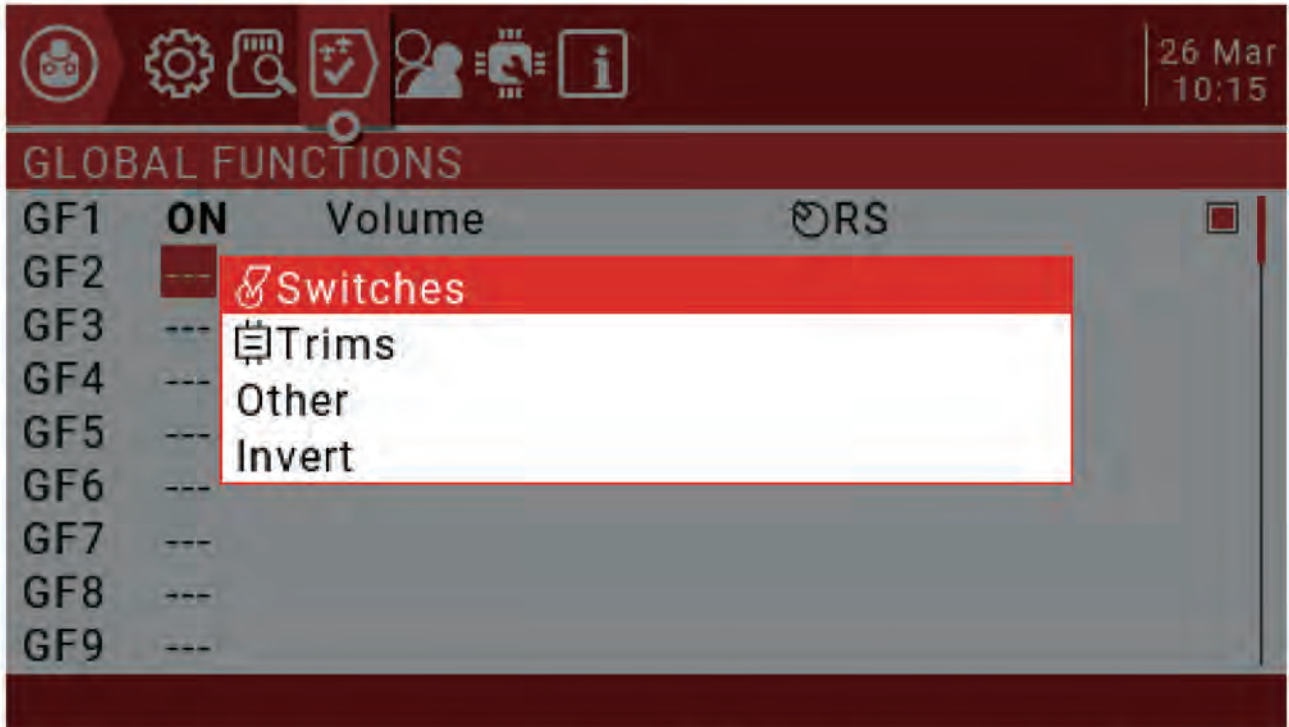 26 Mar
10:15
GLOBAL FUNCTIONS
GF1 ON Volume RS
GF2 ---
Switches
GF3 ---
Trims
GF4 ---
Other
GF5 ---
Invert
GF6 ---
GF7 ---
GF8 ---
GF9 ---